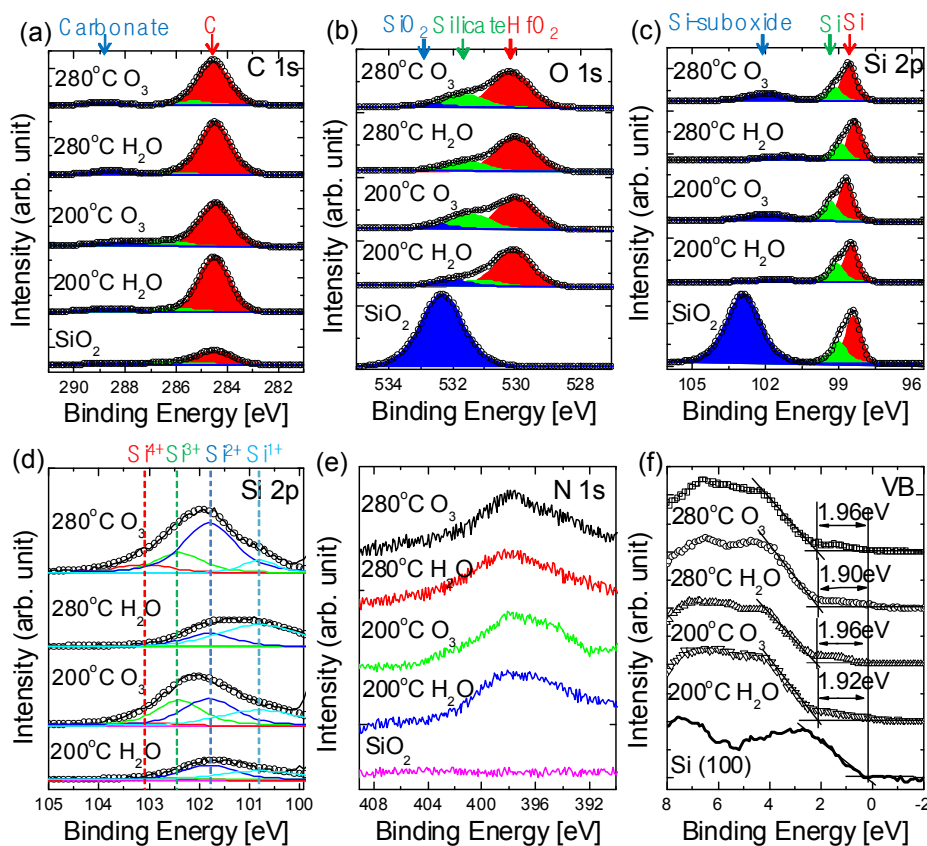 (a) Carbonate C
C 1s
280°C O3
280°C H2O
200°C O3
200°C H2O
SiO2
290 288 286 284 282
Binding Energy [eV]
Intensity (arb. unit)
(b) SiO2 Silicate HfO2
O 1s
280°C O3
280°C H2O
200°C O3
200°C H2O
SiO2
534 532 530 528
Binding Energy [eV]
Intensity (arb. unit)
(c) Si-suboxide Si Si
Si 2p
280°C O3
280°C H2O
200°C O3
200°C H2O
SiO2
105 102 99 96
Binding Energy [eV]
Intensity (arb. unit)
(d) Si4+ Si3+ Si2+ Si1+
Si 2p
280°C O3
280°C H2O
200°C O3
200°C H2O
105 104 103 102 101 100
Binding Energy [eV]
Intensity (arb. unit)
(e) N 1s
280°C O3
280°C H2O
200°C O3
200°C H2O
SiO2
408 404 400 396 392
Binding Energy [eV]
Intensity (arb. unit)
(f) VB
280°C O3
1.96eV
280°C H2O
1.90eV
200°C O3
1.96eV
200°C H2O
1.92eV
Si (100)
8 6 4 2 0 -2
Binding Energy [eV]
Intensity (arb. unit)